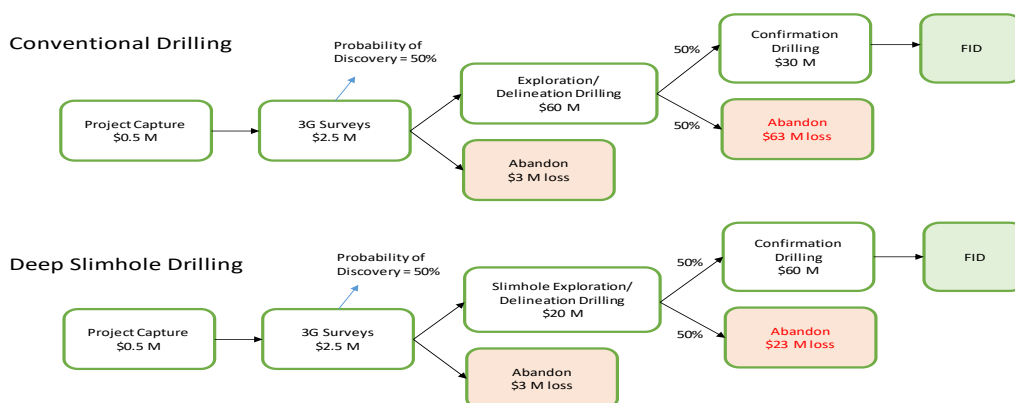 Conventional Drilling
Probability of
Discovery = 50%
Project Capture
$0.5 M
3G Surveys
$2.5 M
Exploration/
Delineation Drilling
$60 M
Abandon
$3 M loss
50%
50%
Confirmation
Drilling
$30 M
Abandon
$63 M loss
FID
Deep Slimhole Drilling
Probability of
Discovery = 50%
Project Capture
$0.5 M
3G Surveys
$2.5 M
Slimhole Exploration/
Delineation Drilling
$20 M
Abandon
$3 M loss
50%
50%
Confirmation
Drilling
$60 M
Abandon
$23 M loss
FID